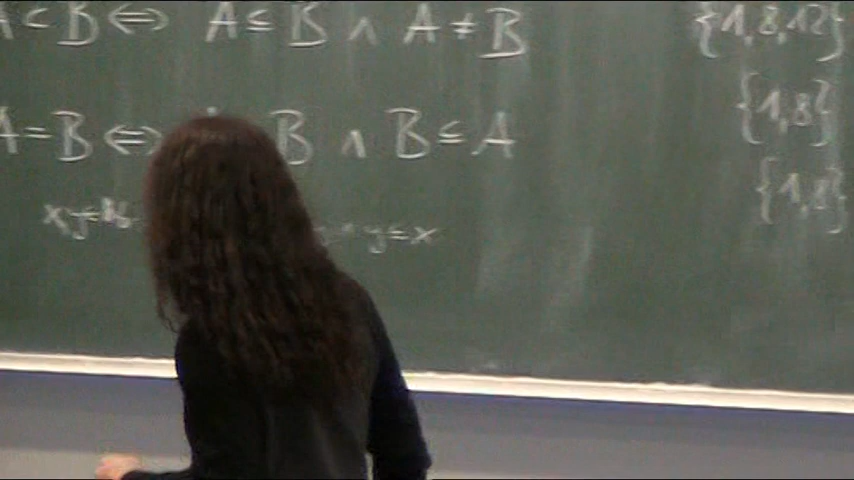 A ⊂ B ⇔ A ⊆ B ∧ A ≠ B
{1,8,12}
{1,8}
A = B ⇔ B ∧ B ⊆ A
{1,8}
y ≤ x